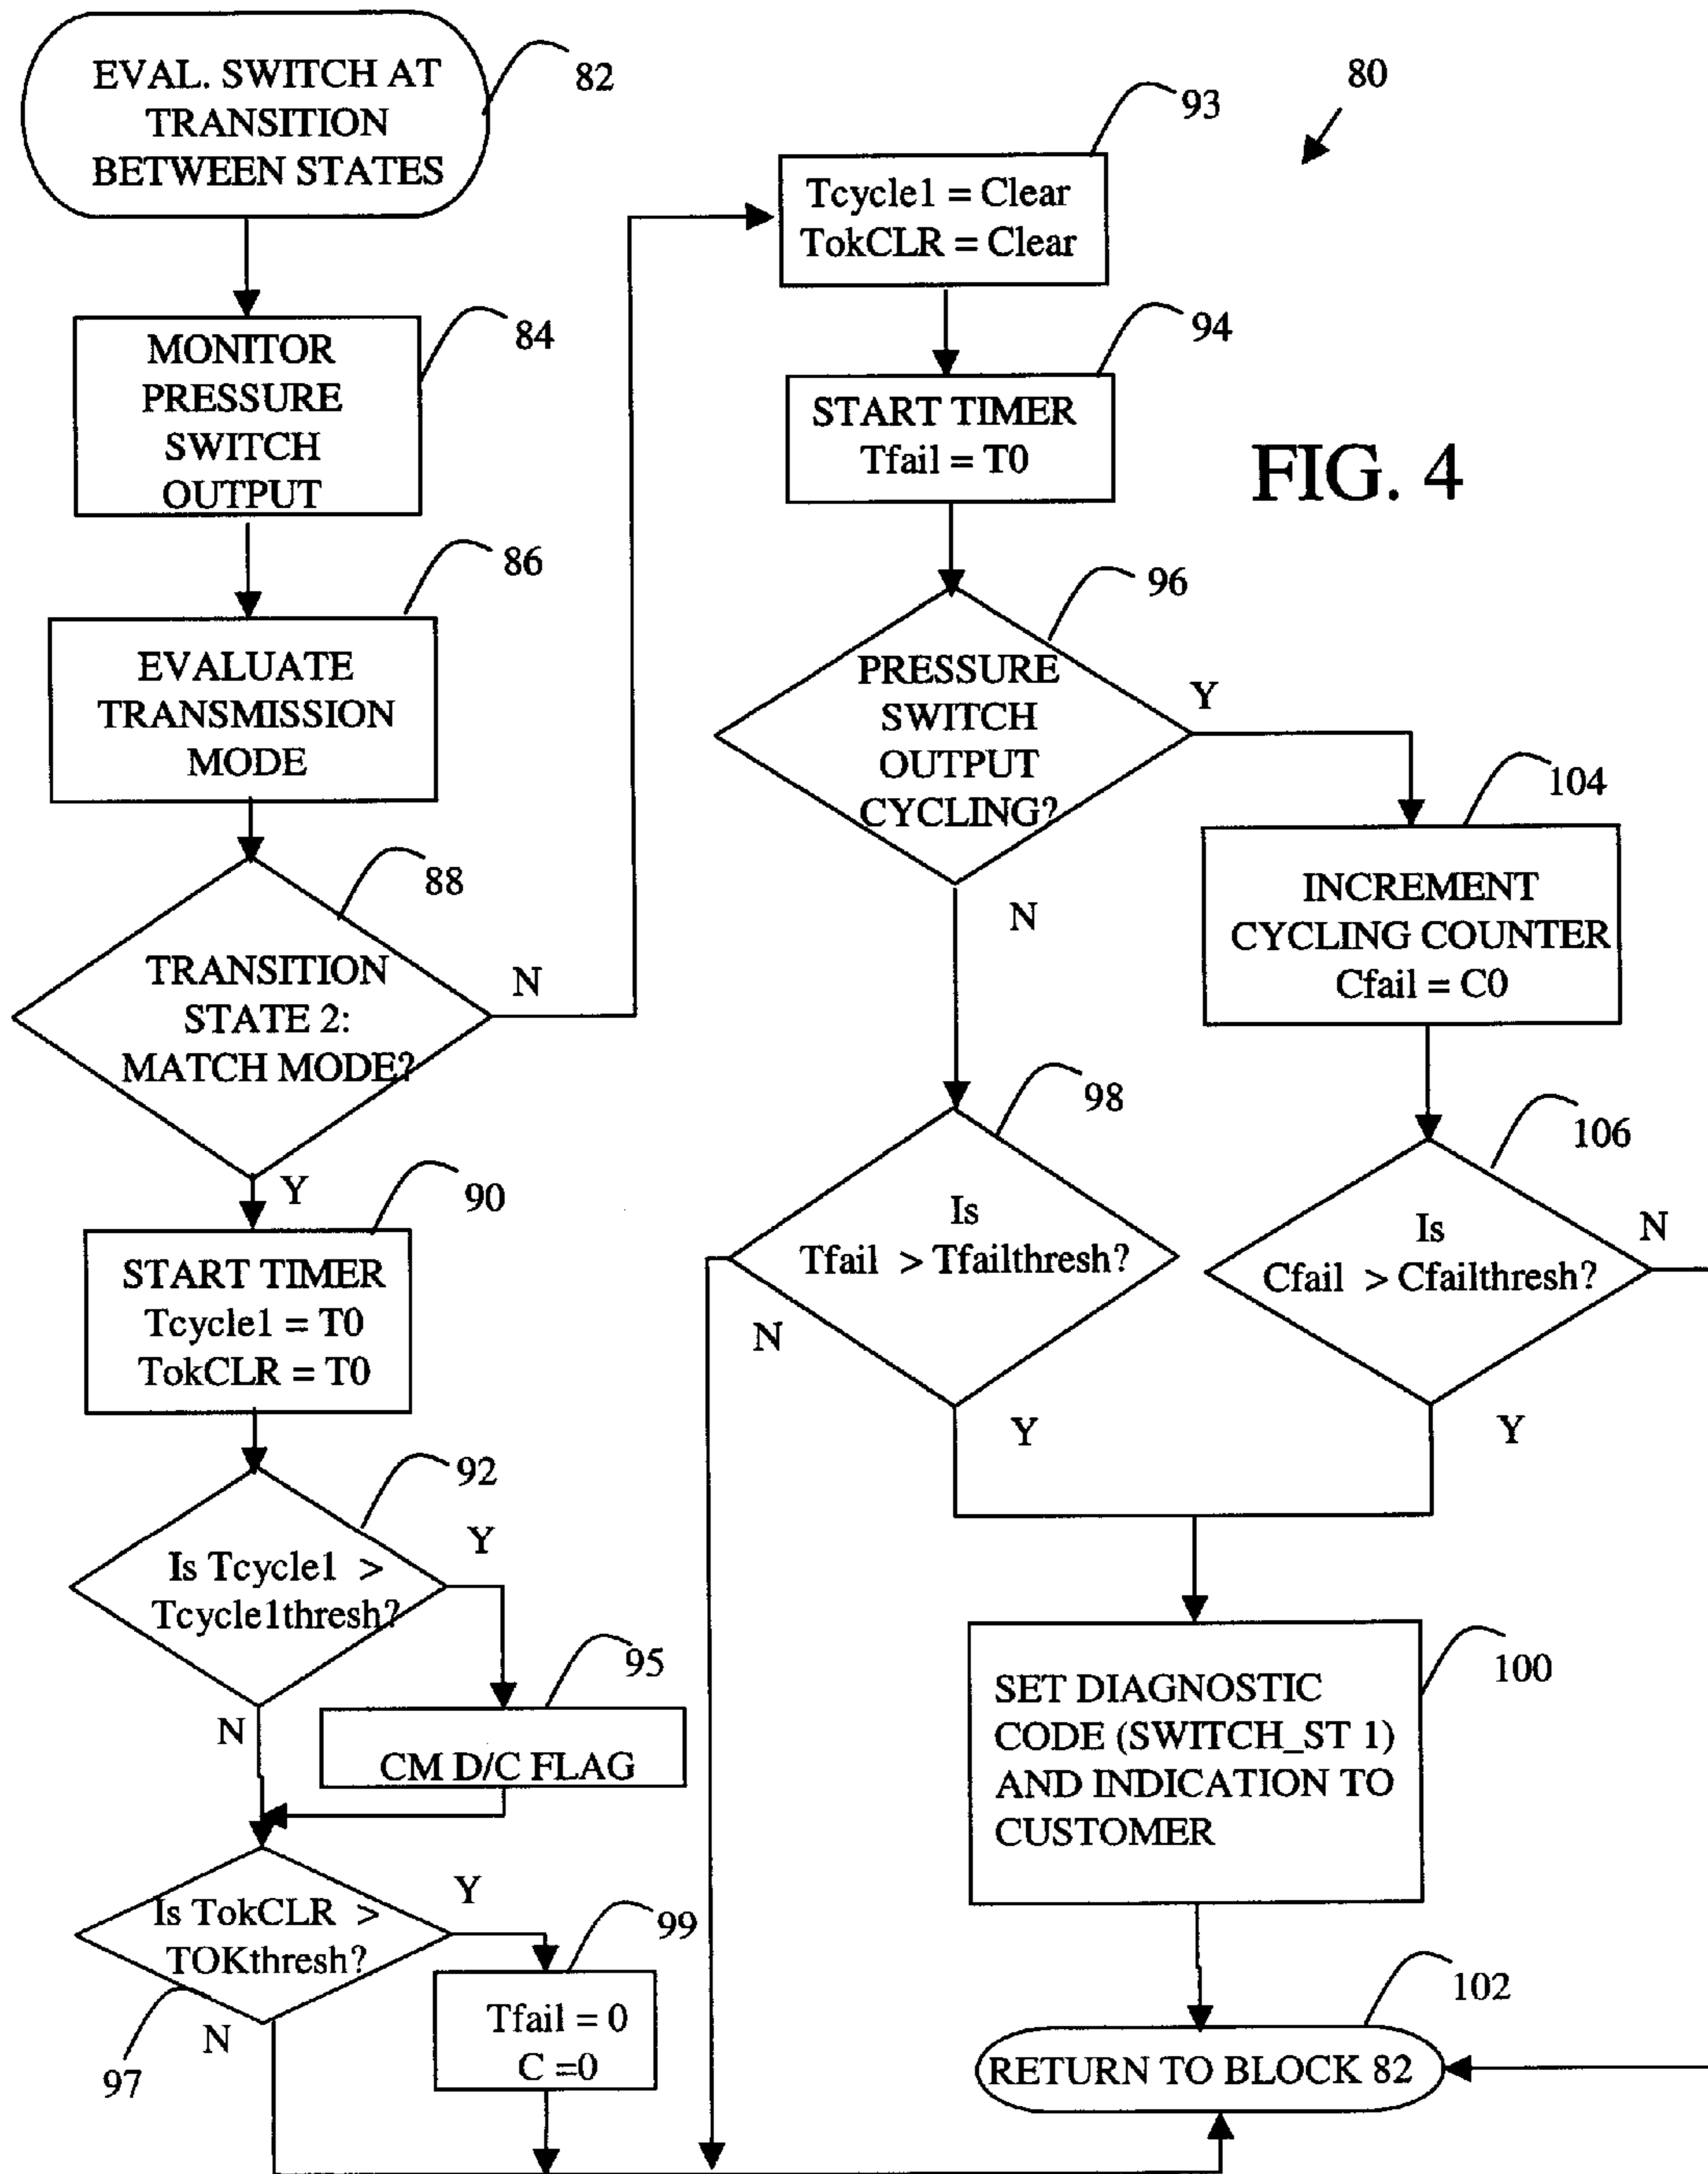 EVAL. SWITCH AT
TRANSITION
BETWEEN STATES
82
MONITOR
PRESSURE
SWITCH
OUTPUT
84
EVALUATE
TRANSMISSION
MODE
86
TRANSITION
STATE 2:
MATCH MODE?
88
N
Y
START TIMER
Tcycle1 = T0
TokCLR = T0
90
Is Tcycle1 >
Tcycle1thresh?
92
Y
N
CM D/C FLAG
95
Is TokCLR >
TOKthresh?
97
Y
N
Tfail = 0
C =0
99
80
Tcycle1 = Clear
TokCLR = Clear
93
START TIMER
Tfail = T0
94
FIG. 4
PRESSURE
SWITCH
OUTPUT
CYCLING?
96
Y
N
INCREMENT
CYCLING COUNTER
Cfail = C0
104
Is
Tfail > Tfailthresh?
98
N
Y
Is
Cfail > Cfailthresh?
106
N
Y
SET DIAGNOSTIC
CODE (SWITCH_ST 1)
AND INDICATION TO
CUSTOMER
100
RETURN TO BLOCK 82
102